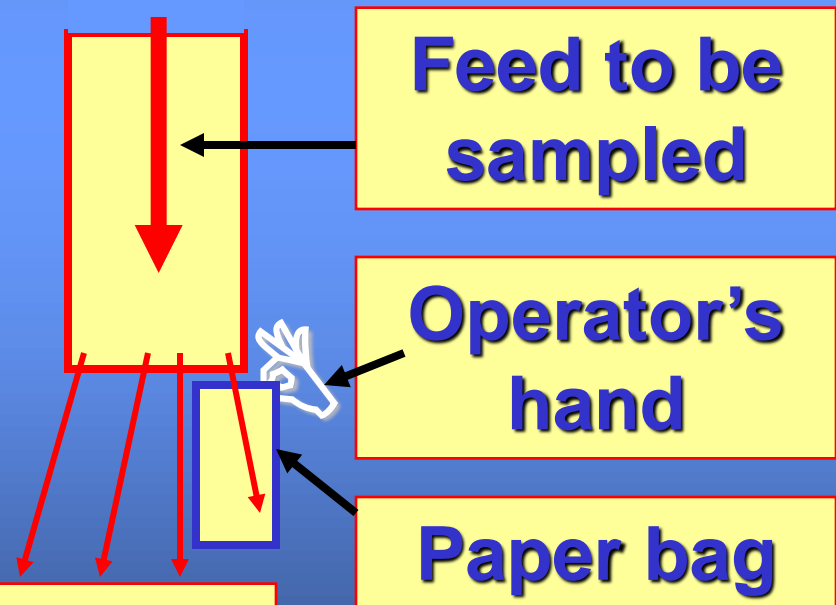 Feed to be
sampled
Operator’s
hand
Paper bag